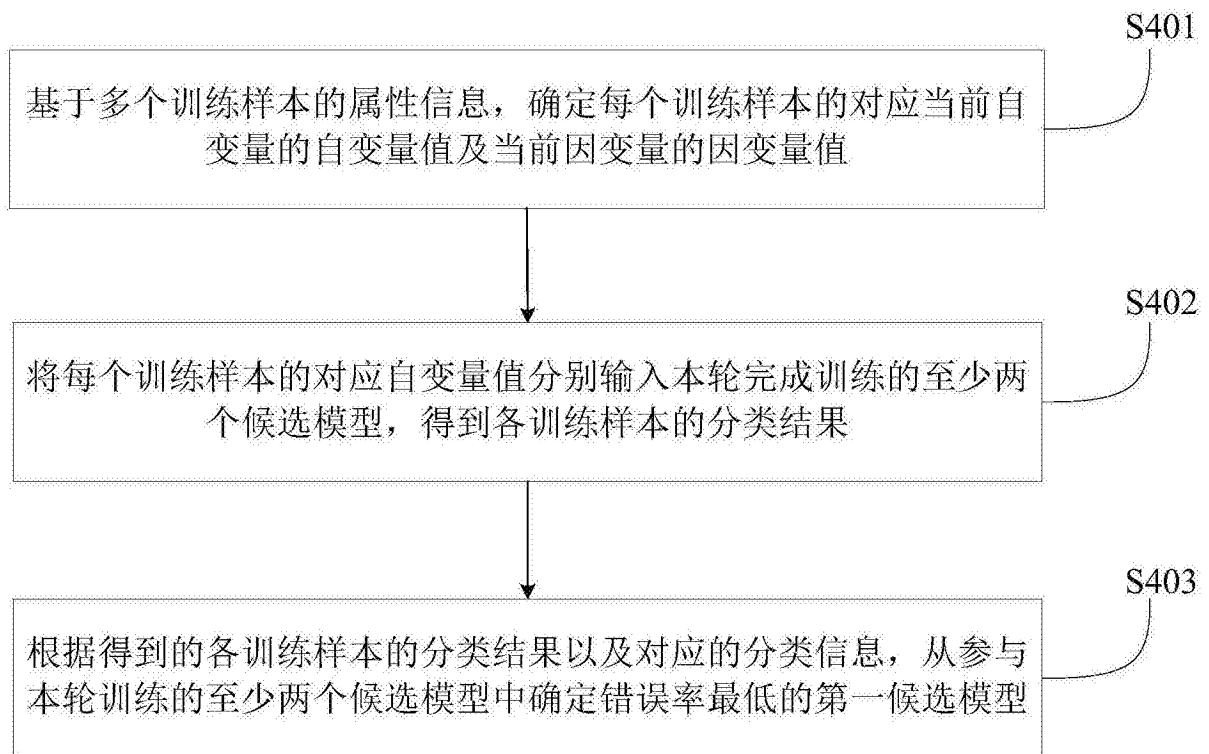 S401
基于多个训练样本的属性信息，确定每个训练样本的对应当前自
变量的自变量值及当前因变量的因变量值
S402
将每个训练样本的对应自变量值分别输入本轮完成训练的至少两
个候选模型，得到各训练样本的分类结果
S403
根据得到的各训练样本的分类结果以及对应的分类信息，从参与
本轮训练的至少两个候选模型中确定错误率最低的第一候选模型